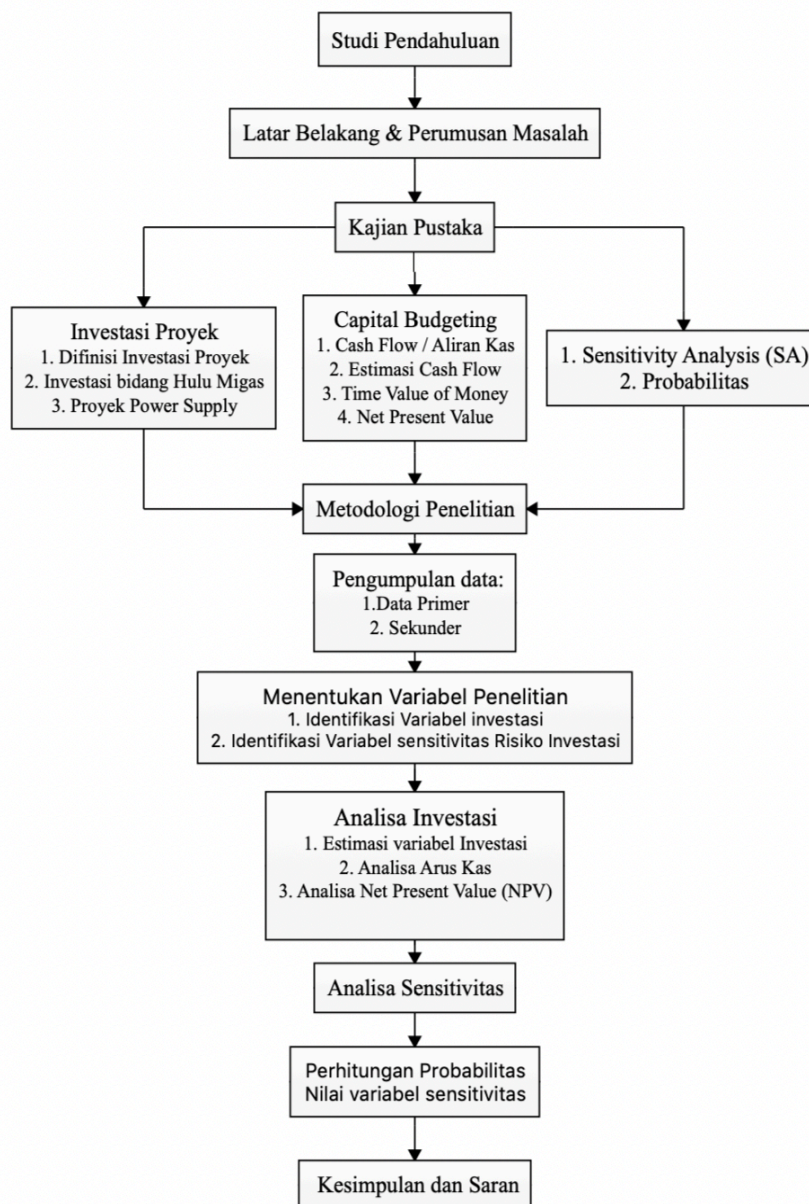 Studi Pendahuluan
Latar Belakang & Perumusan Masalah
Kajian Pustaka
Investasi Proyek
1. Difinisi Investasi Proyek
2. Investasi bidang Hulu Migas
3. Proyek Power Supply
Capital Budgeting
1. Cash Flow / Aliran Kas
2. Estimasi Cash Flow
3. Time Value of Money
4. Net Present Value
1. Sensitivity Analysis (SA)
2. Probabilitas
Metodologi Penelitian
Pengumpulan data:
1.Data Primer
2. Sekunder
Menentukan Variabel Penelitian
1. Identifikasi Variabel investasi
2. Identifikasi Variabel sensitivitas Risiko Investasi
Analisa Investasi
1. Estimasi variabel Investasi
2. Analisa Arus Kas
3. Analisa Net Present Value (NPV)
Analisa Sensitivitas
Perhitungan Probabilitas
Nilai variabel sensitivitas
Kesimpulan dan Saran